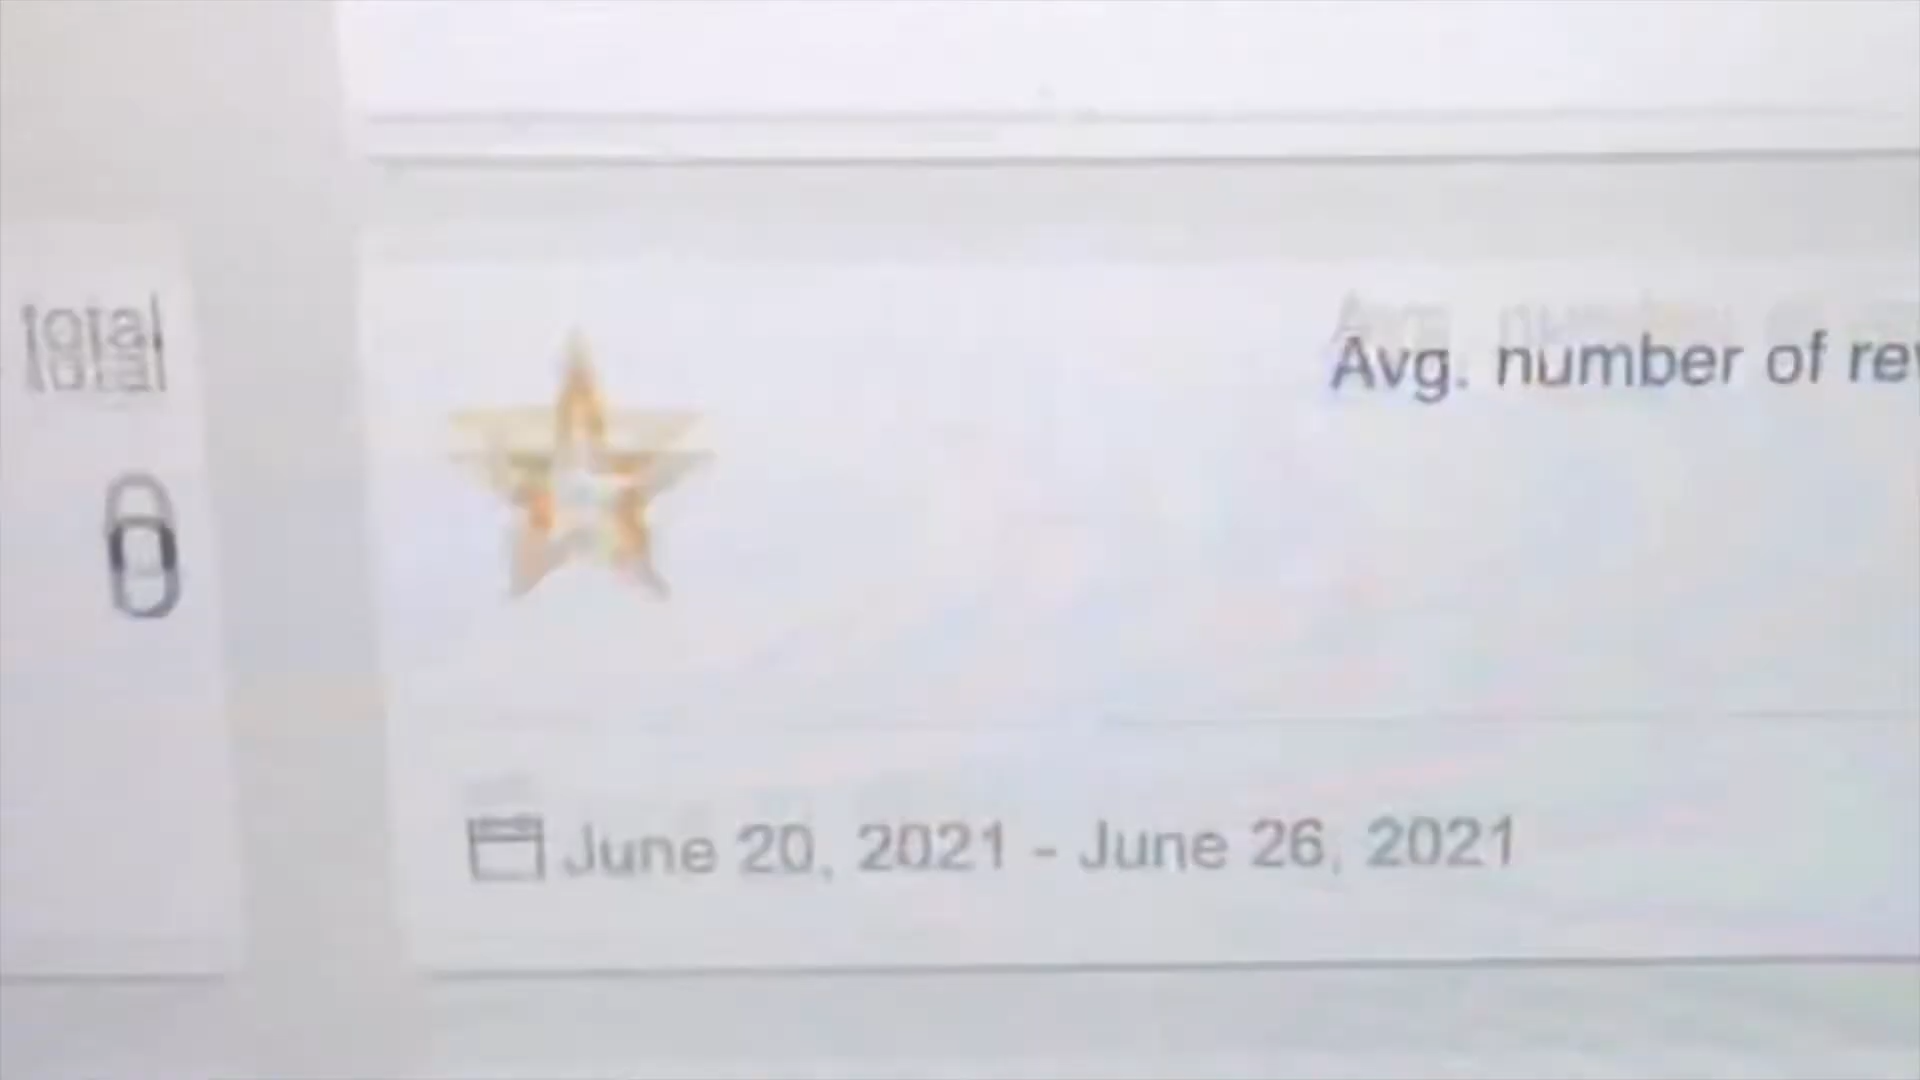 total
0
Avg. number of re
June 20, 2021 - June 26, 2021